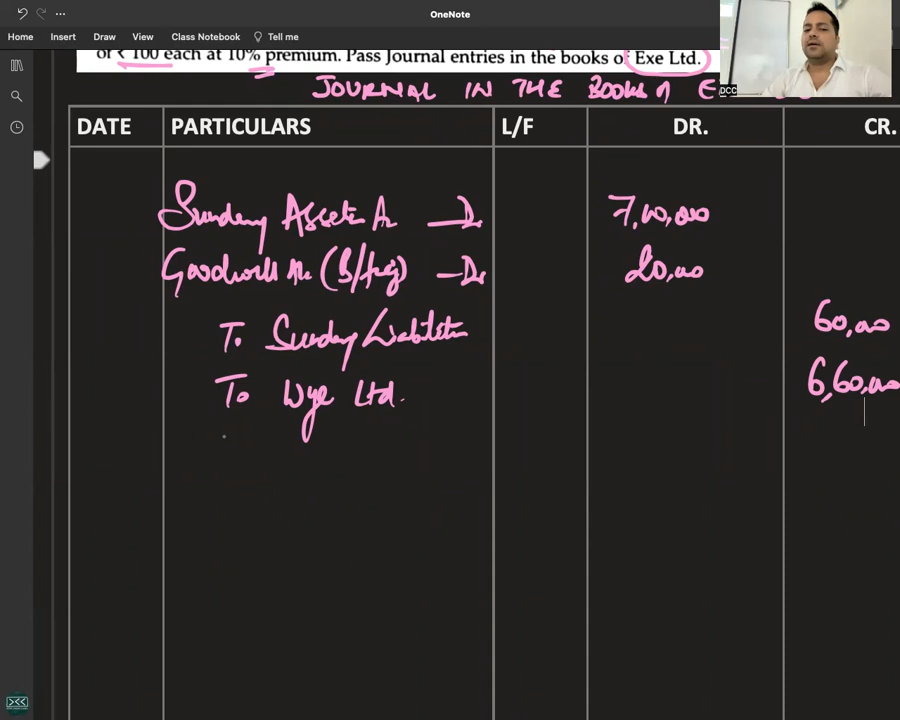 OneNote
Home Insert Draw View Class Notebook Tell me
of ₹ 100 each at 10% premium. Pass Journal entries in the books of Exe Ltd.
JOURNAL IN THE BOOKS
DCC
DATE PARTICULARS L/F DR. CR.
Sundry Assets A/c — Dr 7,00,000
Goodwill A/c (B/fig) — Dr 20,000
To Sundry Liabilities 60,000
To Wye Ltd. 6,60,000